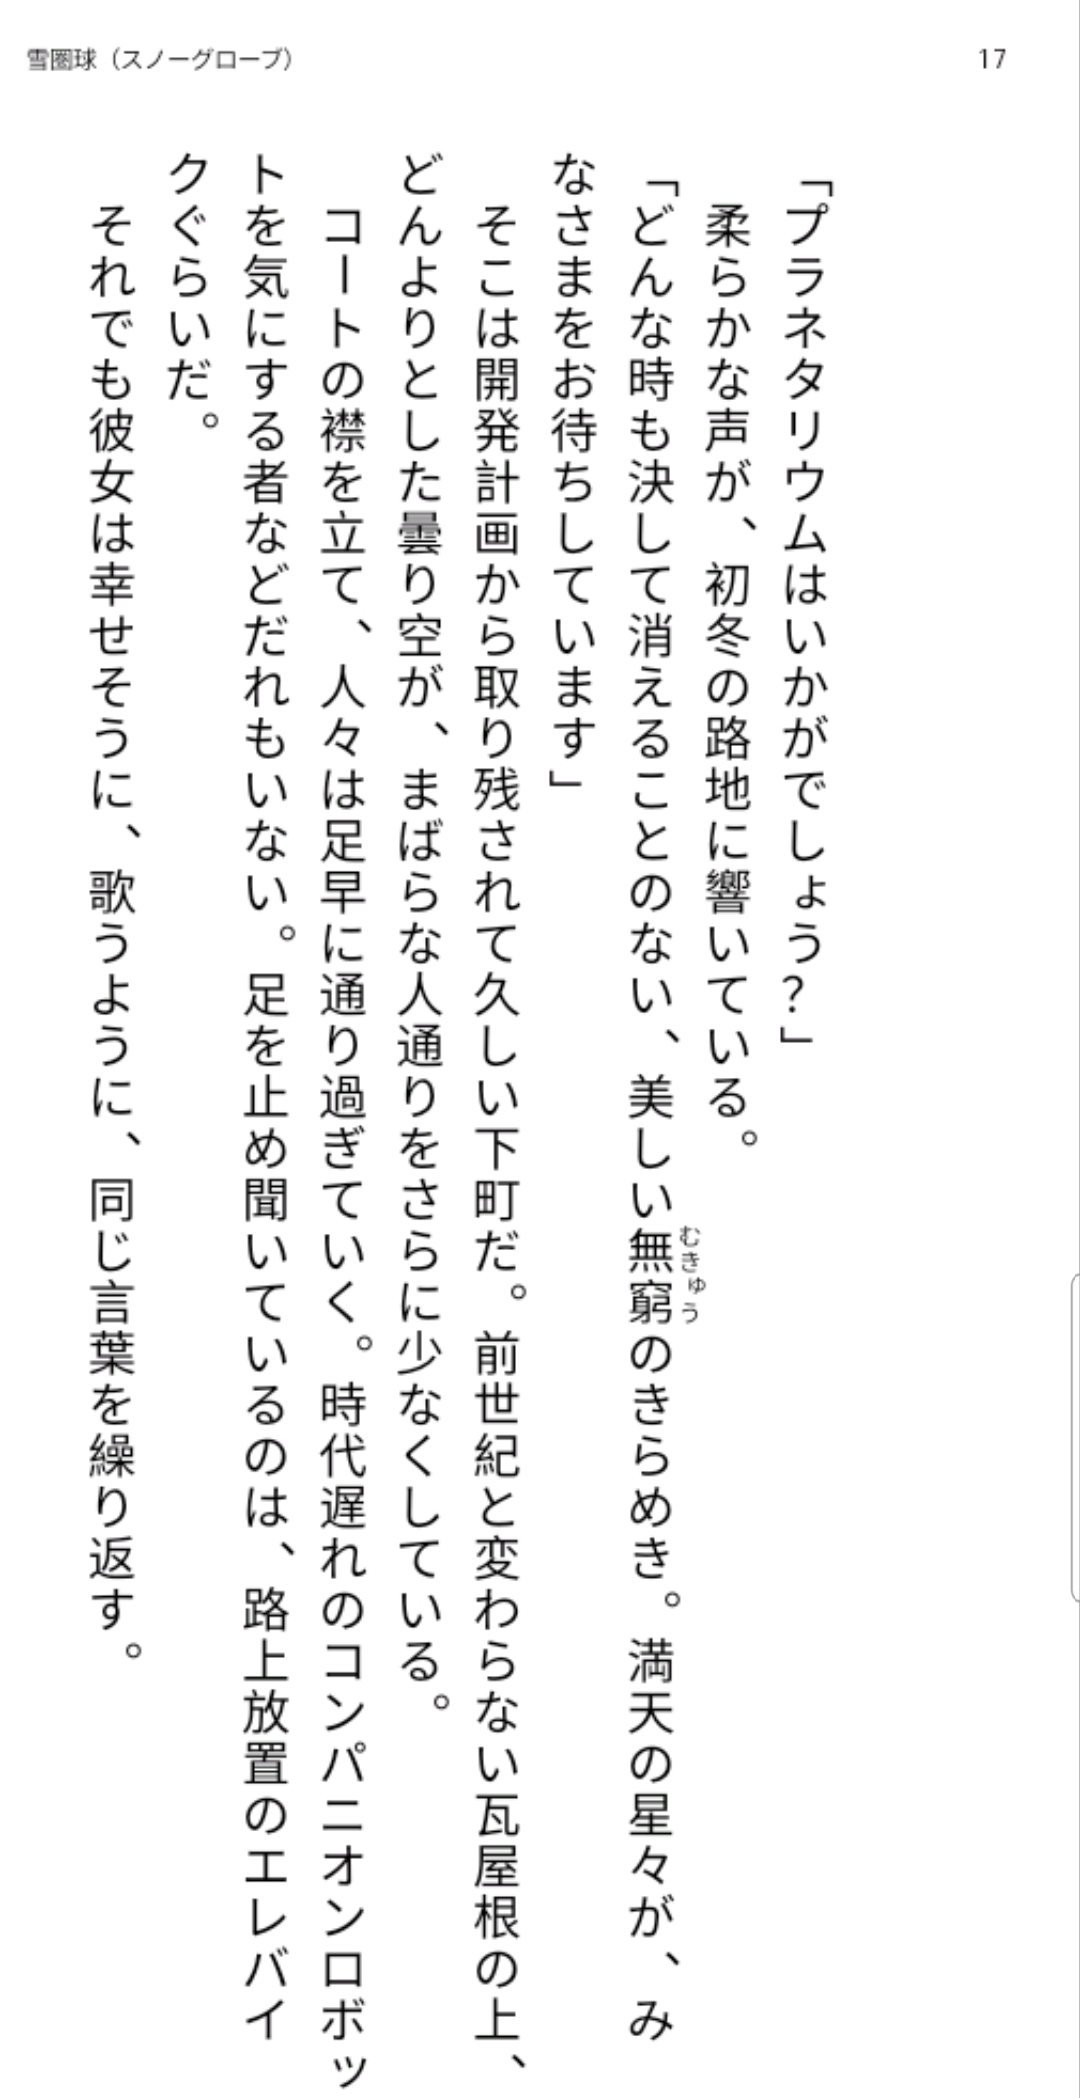 雪圏球（スノーグローブ）
17
「プラネタリウムはいかがでしょう？」
柔らかな声が、初冬の路地に響いている。
「どんな時も決して消えることのない、美しい無窮のきらめき。満天の星々が、み
むきゅう
なさまをお待ちしています」
そこは開発計画から取り残されて久しい下町だ。前世紀と変わらない瓦屋根の上、
どんよりとした曇り空が、まばらな人通りをさらに少なくしている。
コートの襟を立て、人々は足早に通り過ぎていく。時代遅れのコンパニオンロボッ
トを気にする者などだれもいない。足を止め聞いているのは、路上放置のエレバイ
クぐらいだ。
それでも彼女は幸せそうに、歌うように、同じ言葉を繰り返す。